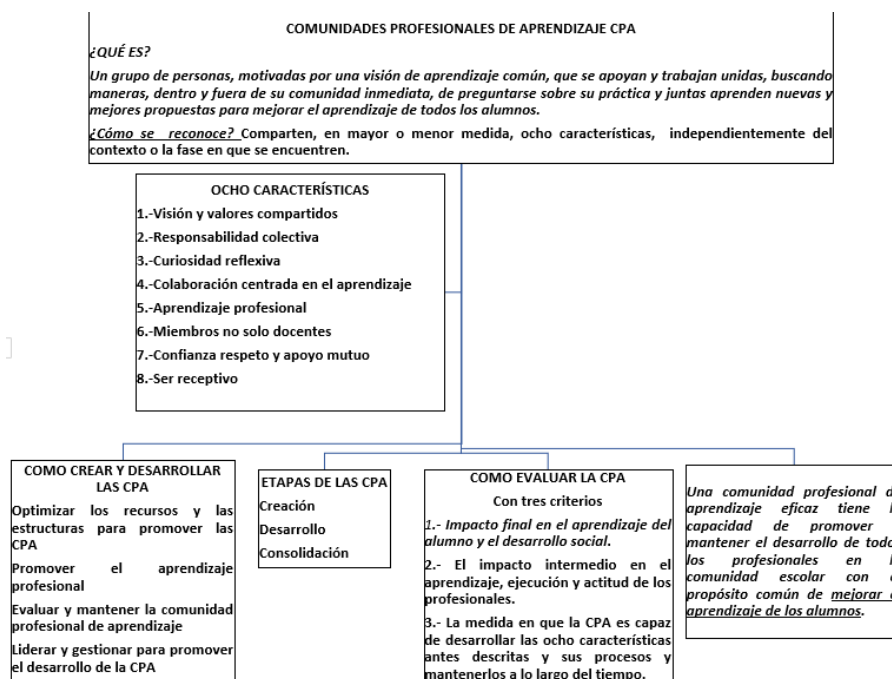 COMUNIDADES PROFESIONALES DE APRENDIZAJE CPA
¿QUÉ ES?
Un grupo de personas, motivadas por una visión de aprendizaje común, que se apoyan y trabajan unidas, buscando
maneras, dentro y fuera de su comunidad inmediata, de preguntarse sobre su práctica y juntas aprenden nuevas y
mejores propuestas para mejorar el aprendizaje de todos los alumnos.
¿Cómo se reconoce? Comparten, en mayor o menor medida, ocho características, independientemente del
contexto o la fase en que se encuentren.
OCHO CARACTERÍSTICAS
1.-Visión y valores compartidos
2.-Responsabilidad colectiva
3.-Curiosidad reflexiva
4.-Colaboración centrada en el aprendizaje
5.-Aprendizaje profesional
6.-Miembros no solo docentes
7.-Confianza respeto y apoyo mutuo
8.-Ser receptivo
COMO CREAR Y DESARROLLAR
LAS CPA
Optimizar los recursos y las
estructuras para promover las
CPA
Promover el aprendizaje
profesional
Evaluar y mantener la comunidad
profesional de aprendizaje
Liderar y gestionar para promover
el desarrollo de la CPA
ETAPAS DE LAS CPA
Creación
Desarrollo
Consolidación
COMO EVALUAR LA CPA
Con tres criterios
1.- Impacto final en el aprendizaje del
alumno y el desarrollo social.
2.- El impacto intermedio en el
aprendizaje, ejecución y actitud de los
profesionales.
3.- La medida en que la CPA es capaz
de desarrollar las ocho características
antes descritas y sus procesos y
mantenerlos a lo largo del tiempo.
Una comunidad profesional
aprendizaje eficaz tiene
capacidad de promover
mantener el desarrollo de
los profesionales en
comunidad escolar con
propósito común de mejorar
aprendizaje de los alumnos.